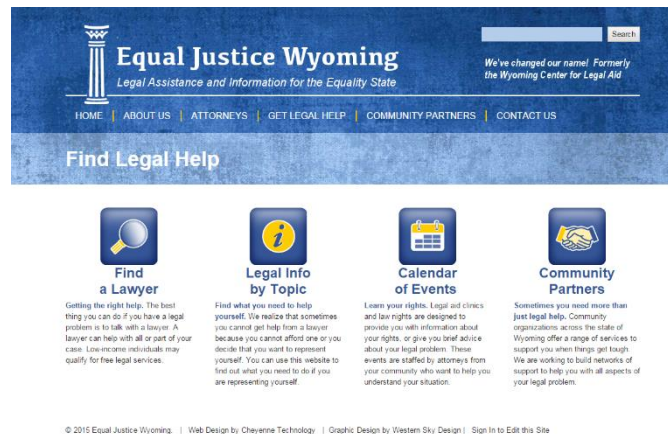 Equal Justice Wyoming
Legal Assistance and Information for the Equality State
Search
We've changed our name! Formerly
the Wyoming Center for Legal Aid
HOME | ABOUT US | ATTORNEYS | GET LEGAL HELP | COMMUNITY PARTNERS | CONTACT US
Find Legal Help
Find
a Lawyer
Getting the right help. The best
thing you can do if you have a legal
problem is to talk with a lawyer. A
lawyer can help with all or part of your
case. Low-income individuals may
qualify for free legal services.
Legal Info
by Topic
Find what you need to help
yourself. We realize that sometimes
you cannot get help from a lawyer
because you cannot afford one or you
decide that you want to represent
yourself. You can use this website to
find out what you need to do if you
are representing yourself.
Calendar
of Events
Learn your rights. Legal aid clinics
and law nights are designed to
provide you with information about
your rights, or give you brief advice
about your legal problem. These
events are staffed by attorneys from
your community who want to help you
understand your situation.
Community
Partners
Sometimes you need more than
just legal help. Community
organizations across the state of
Wyoming offer a range of services to
support you when things get tough.
We are working to build networks of
support to help you with all aspects of
your legal problem.
© 2015 Equal Justice Wyoming. | Web Design by Cheyenne Technology | Graphic Design by Western Sky Design | Sign In to Edit this Site